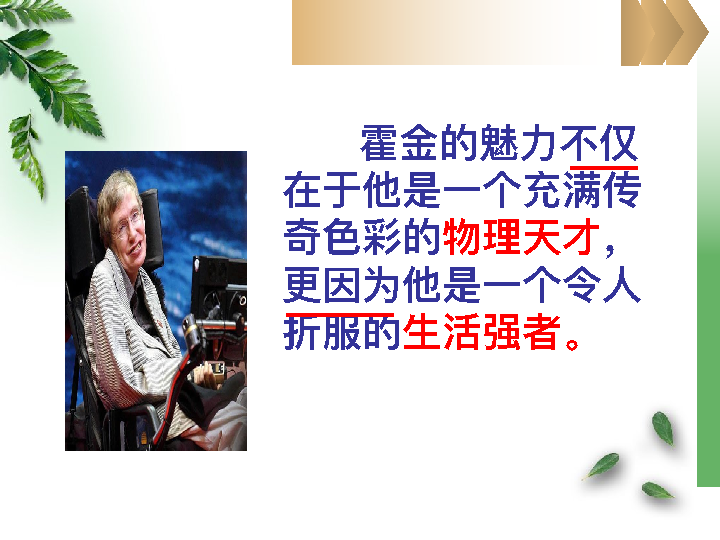 霍金的魅力不仅
在于他是一个充满传
奇色彩的物理天才，
更因为他是一个令人
折服的生活强者。